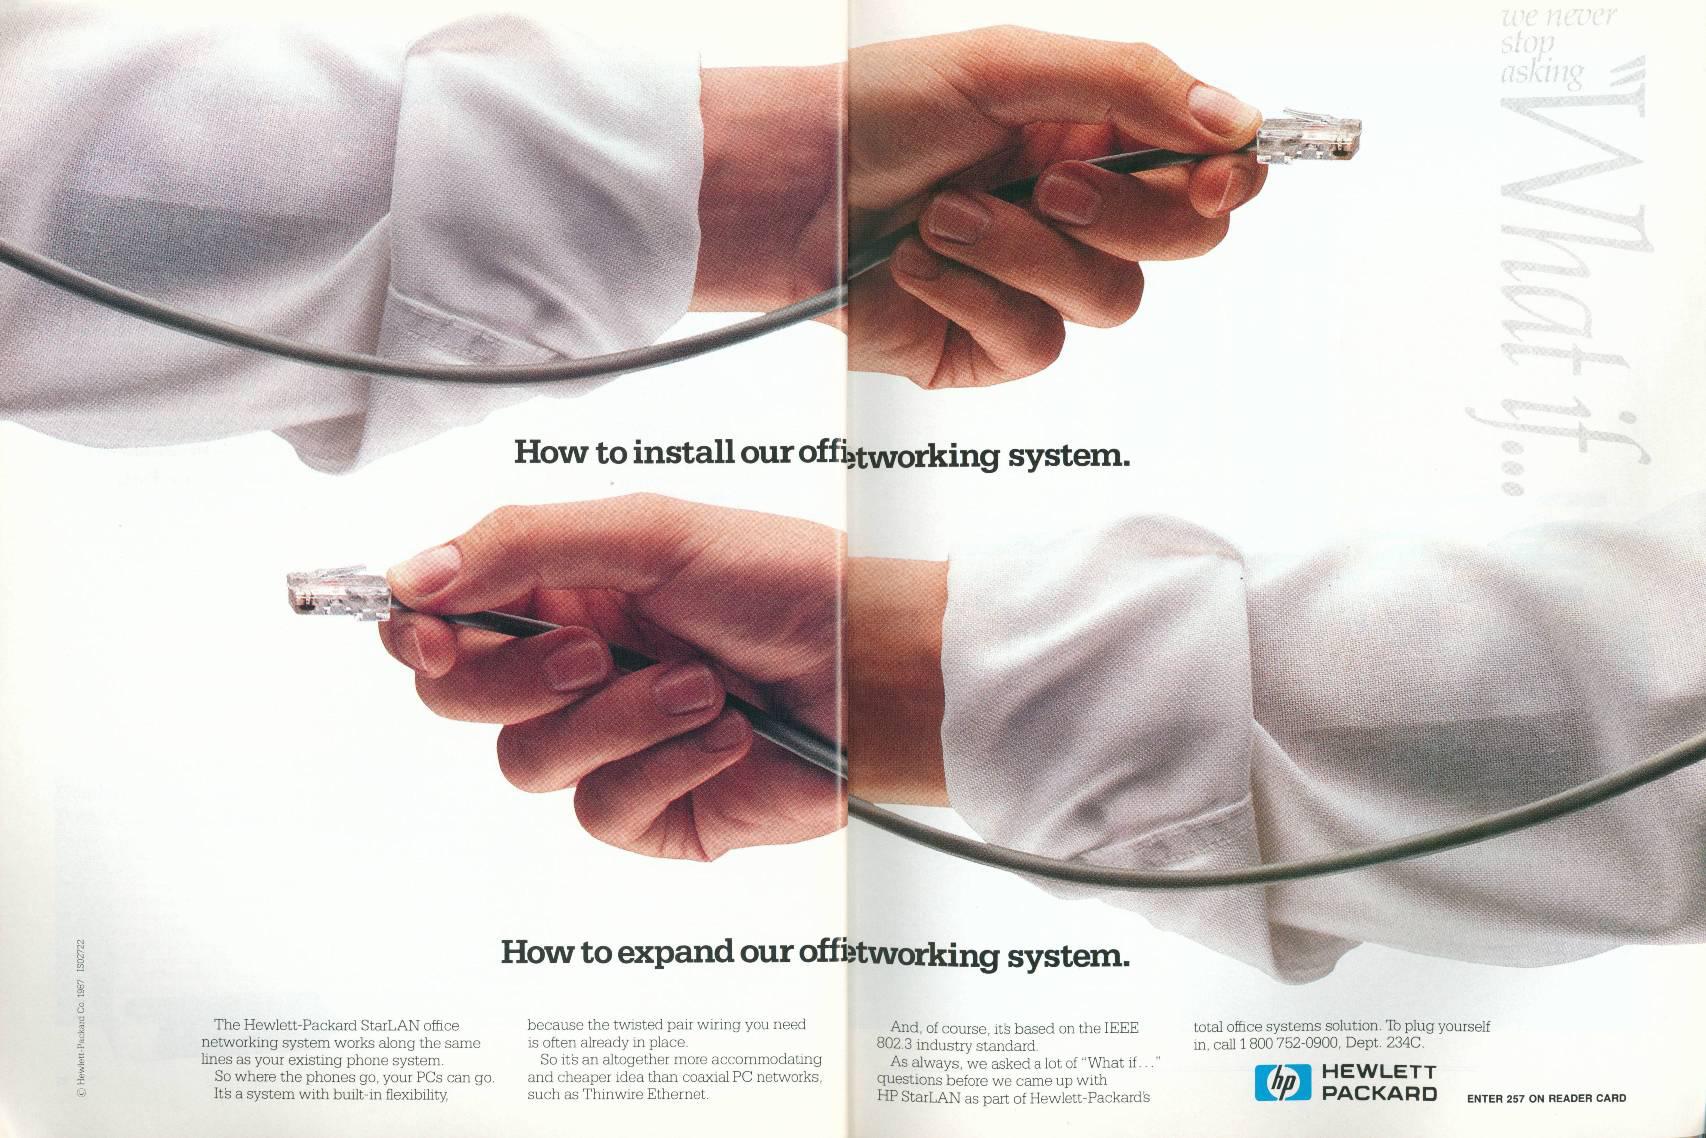 we never
stop
asking
"What if...
How to install our offietworking system.
How to expand our offietworking system.
© Hewlett-Packard Co. 1987 IS02722
The Hewlett-Packard StarLAN office
networking system works along the same
lines as your existing phone system.
So where the phones go, your PCs can go.
It's a system with built-in flexibility,
because the twisted pair wiring you need
is often already in place.
So it's an altogether more accommodating
and cheaper idea than coaxial PC networks,
such as Thinwire Ethernet.
And, of course, it's based on the IEEE
802.3 industry standard.
As always, we asked a lot of "What if..."
questions before we came up with
HP StarLAN as part of Hewlett-Packard's
total office systems solution. To plug yourself
in, call 1 800 752-0900, Dept. 234C.
hp HEWLETT
PACKARD
ENTER 257 ON READER CARD